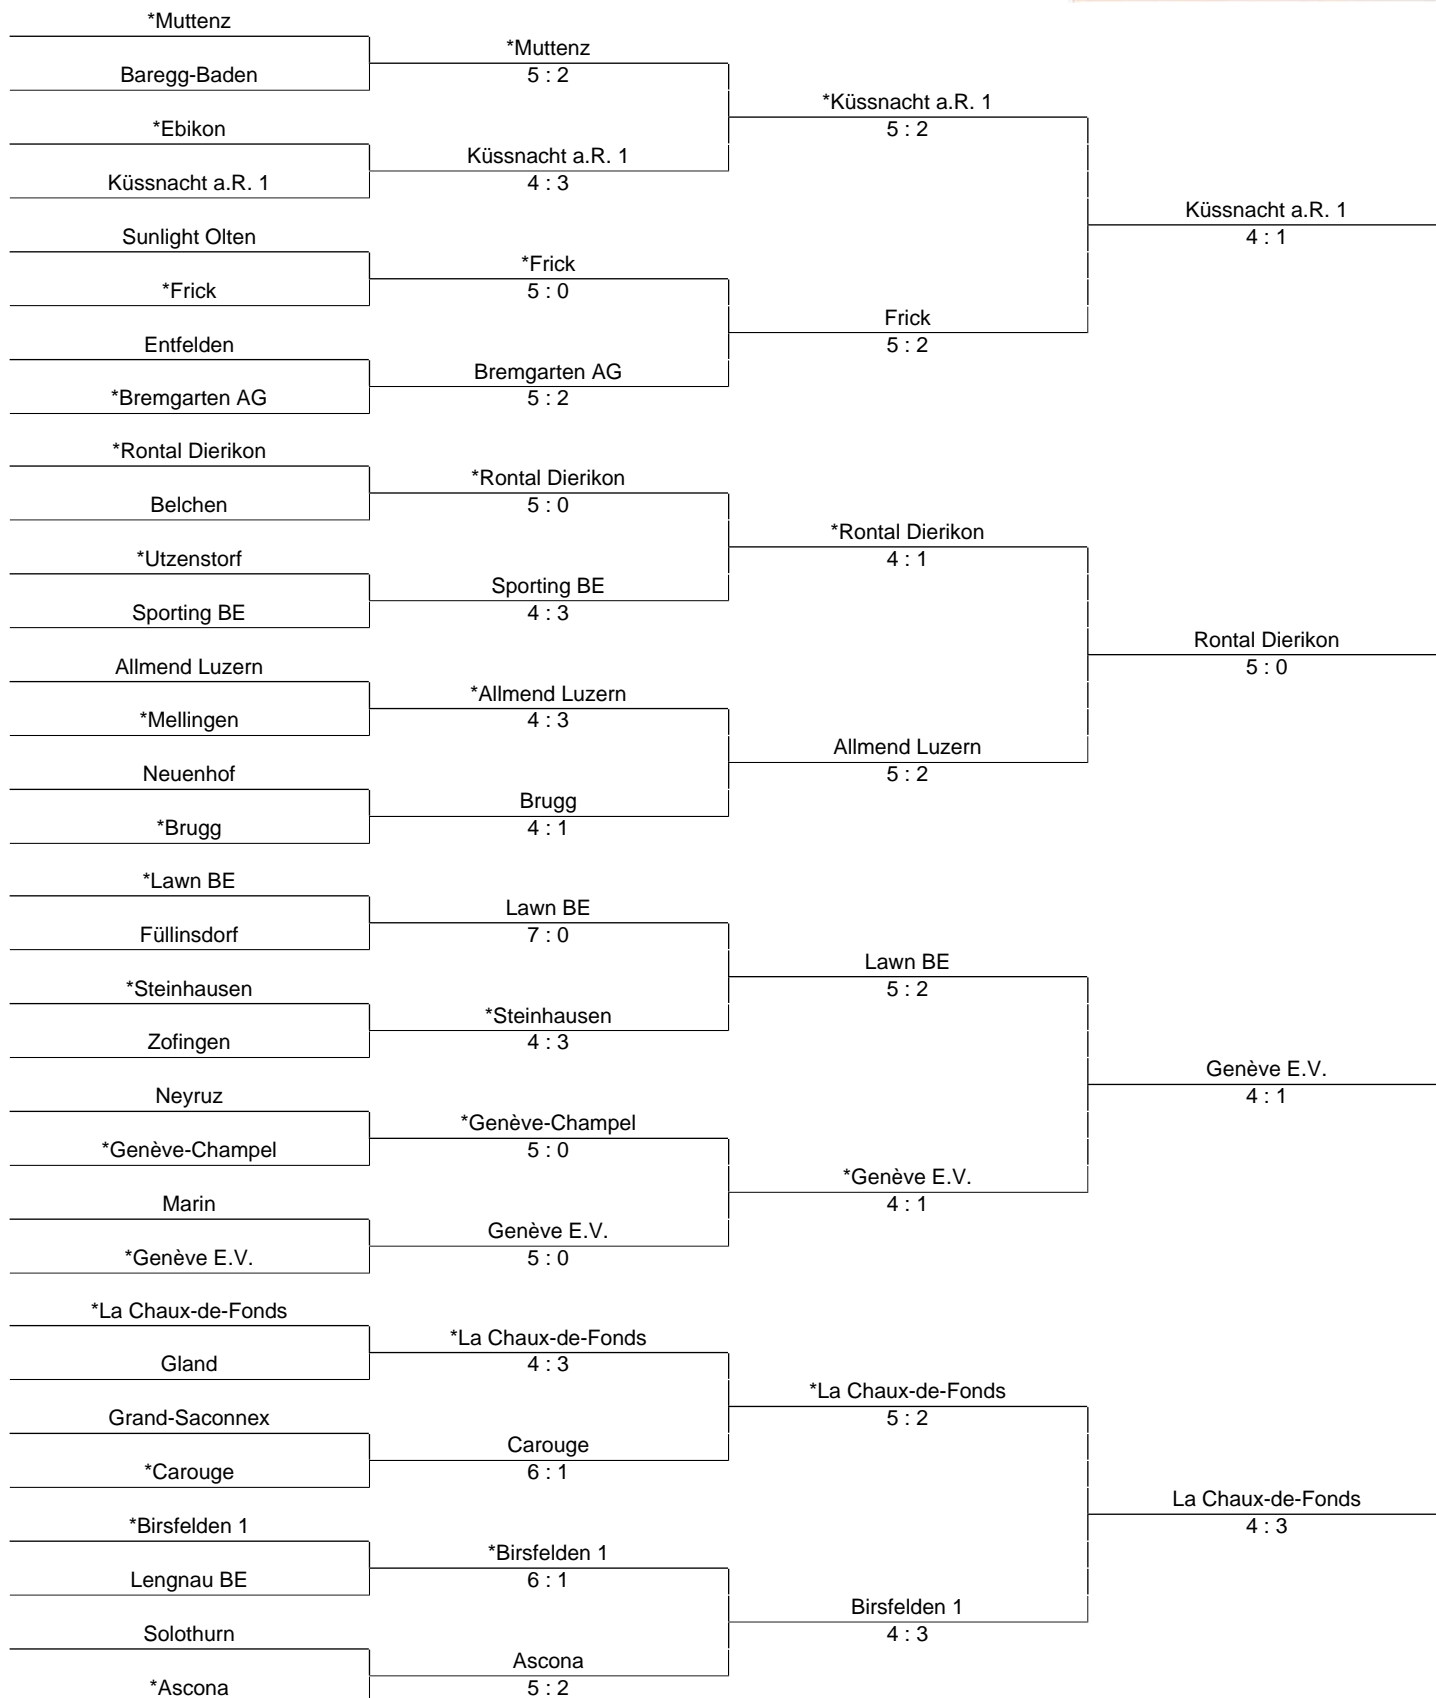 *Muttenz
Baregg-Baden
*Ebikon
Küssnacht a.R. 1
Sunlight Olten
*Frick
Entfelden
*Bremgarten AG
*Rontal Dierikon
Belchen
*Utzenstorf
Sporting BE
Allmend Luzern
*Mellingen
Neuenhof
*Brugg
*Lawn BE
Füllinsdorf
*Steinhausen
Zofingen
Neyruz
*Genève-Champel
Marin
*Genève E.V.
*La Chaux-de-Fonds
Gland
Grand-Saconnex
*Carouge
*Birsfelden 1
Lengnau BE
Solothurn
*Ascona
*Muttenz
5 : 2
Küssnacht a.R. 1
4 : 3
*Frick
5 : 0
Bremgarten AG
5 : 2
*Rontal Dierikon
5 : 0
Sporting BE
4 : 3
*Allmend Luzern
4 : 3
Brugg
4 : 1
Lawn BE
7 : 0
*Steinhausen
4 : 3
*Genève-Champel
5 : 0
Genève E.V.
5 : 0
*La Chaux-de-Fonds
4 : 3
Carouge
6 : 1
*Birsfelden 1
6 : 1
Ascona
5 : 2
*Küssnacht a.R. 1
5 : 2
Frick
5 : 2
*Rontal Dierikon
4 : 1
Allmend Luzern
5 : 2
Lawn BE
5 : 2
*Genève E.V.
4 : 1
*La Chaux-de-Fonds
5 : 2
Birsfelden 1
4 : 3
Küssnacht a.R. 1
4 : 1
Rontal Dierikon
5 : 0
Genève E.V.
4 : 1
La Chaux-de-Fonds
4 : 3